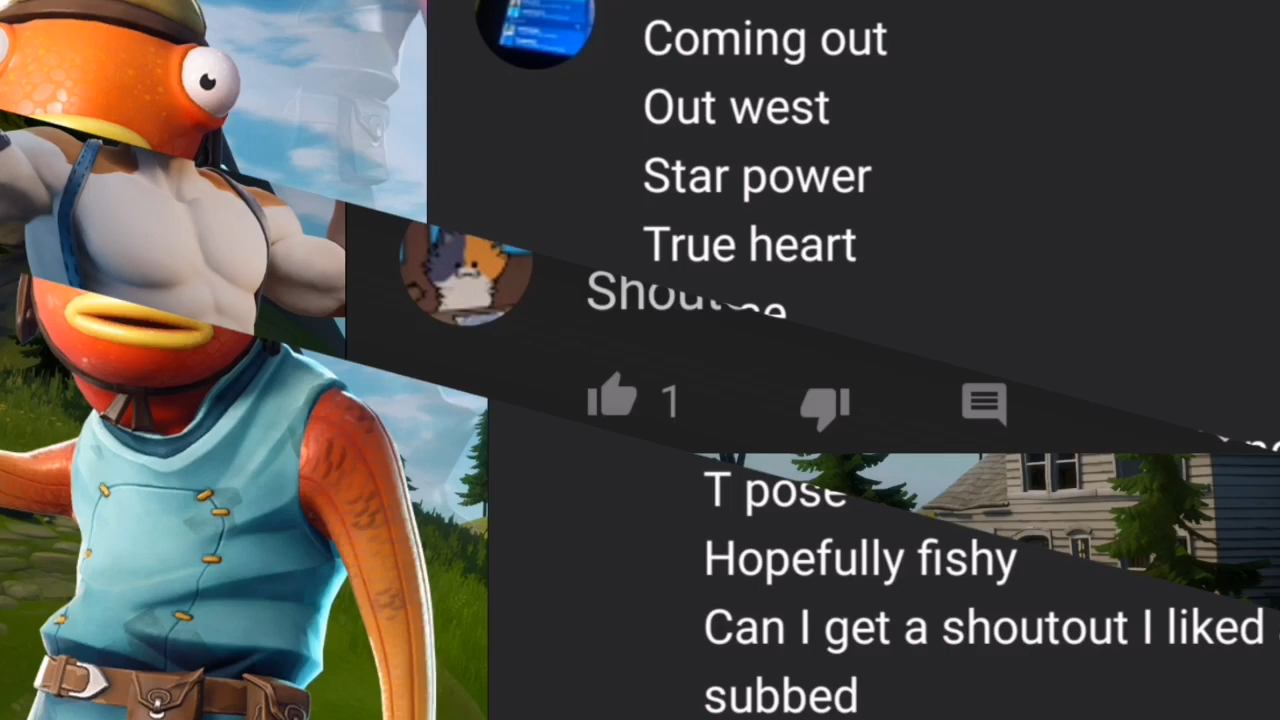 Coming out
Out west
Star power
True heart
1
T pose
Hopefully fishy
Can I get a shoutout I liked
subbed